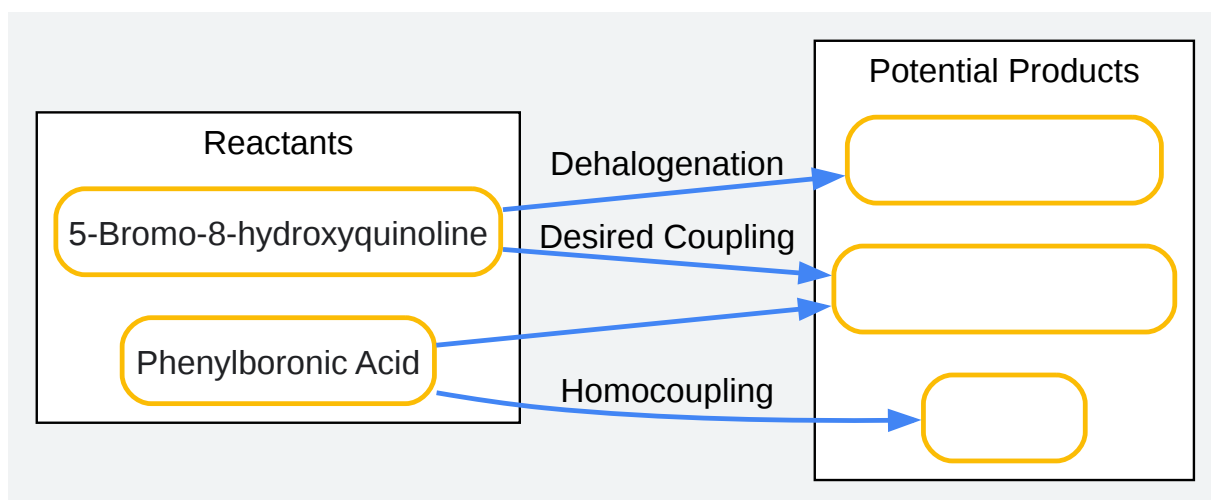 Potential Products
Reactants
Dehalogenation
5-Bromo-8-hydroxyquinoline
Desired Coupling
Phenylboronic Acid
Homocoupling